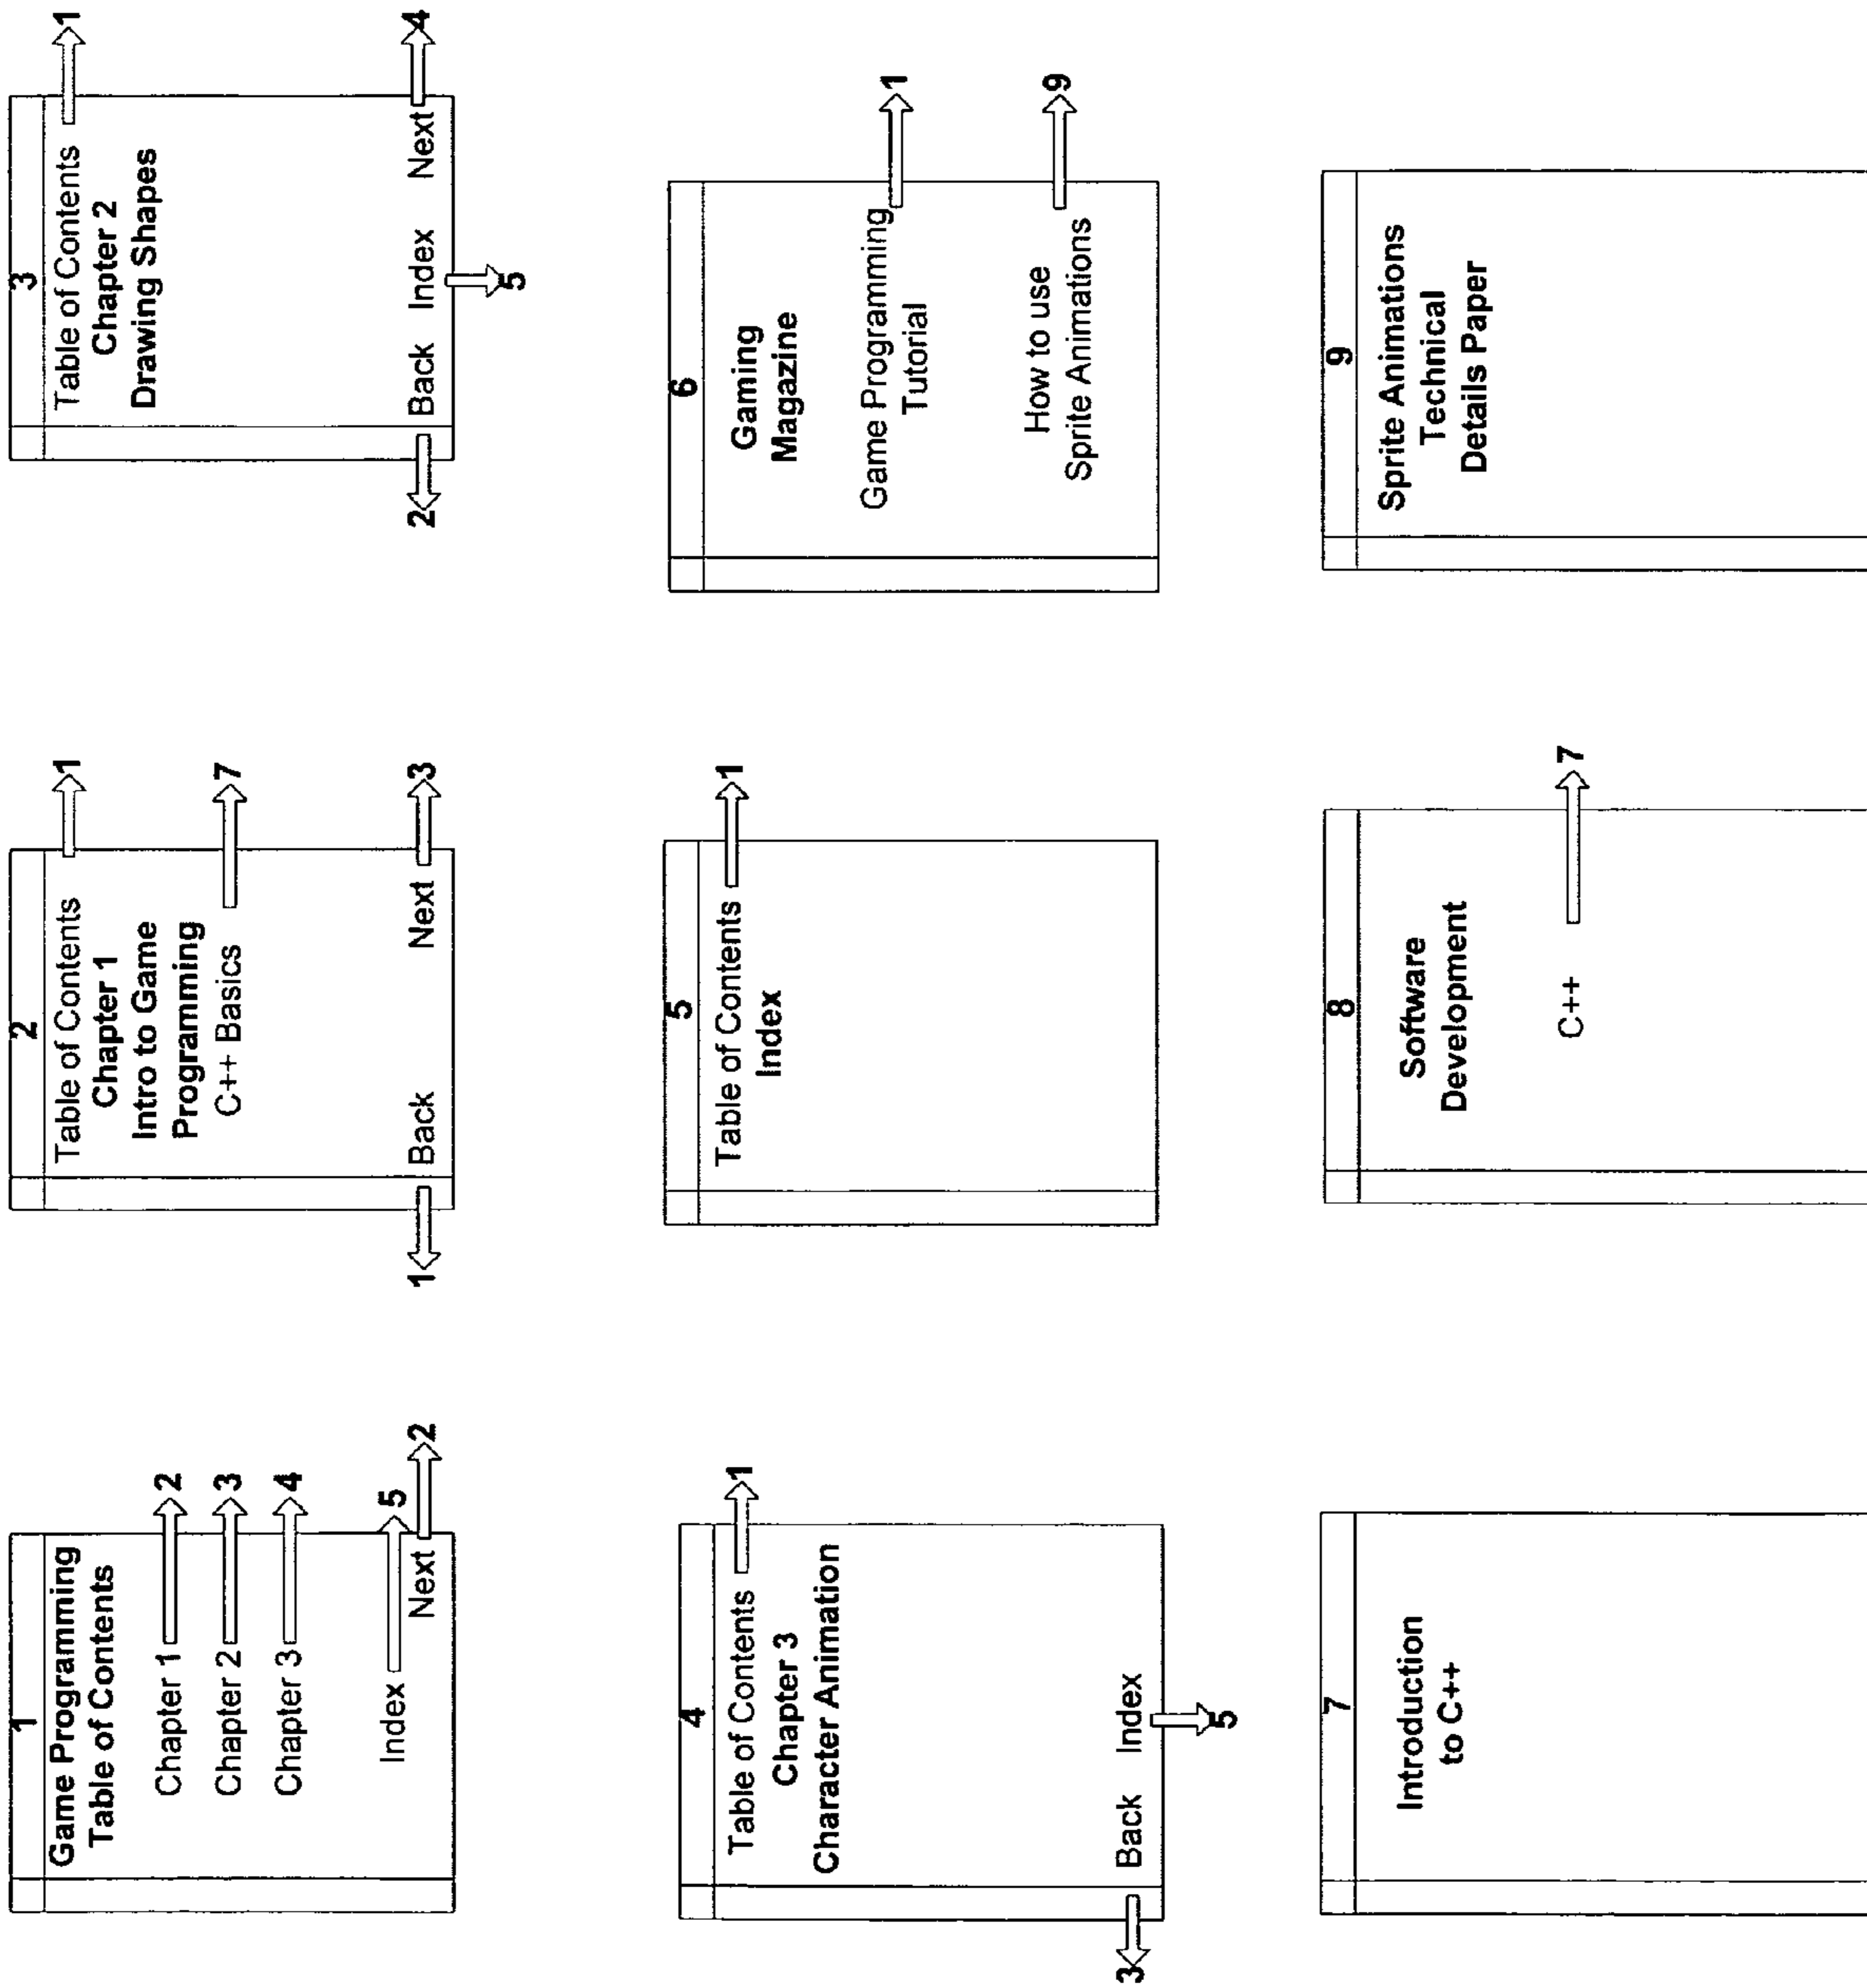 1
Game Programming
Table of Contents
Chapter 1 2
Chapter 2 3
Chapter 3 4
Index 5
Next 2
2
Table of Contents 1
Chapter 1
Intro to Game
Programming
C++ Basics 7
1 Back Next 3
3
Table of Contents 1
Chapter 2
Drawing Shapes
2 Back Index Next 4
5
4
Table of Contents 1
Chapter 3
Character Animation
3 Back Index
5
5
Table of Contents 1
Index
6
Gaming
Magazine
Game Programming 1
Tutorial
How to use 9
Sprite Animations
7
Introduction
to C++
8
Software
Development
C++ 7
9
Sprite Animations
Technical
Details Paper